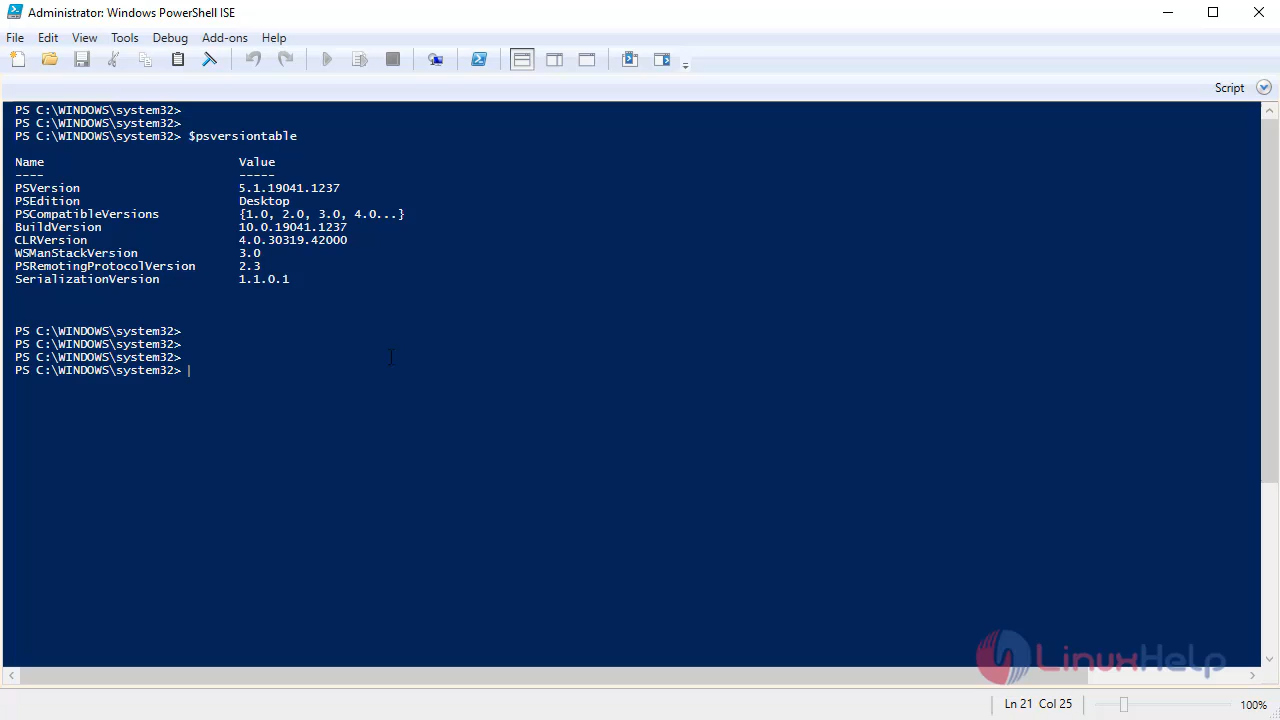 Administrator: Windows PowerShell ISE
File Edit View Tools Debug Add-ons Help
Script
PS C:\WINDOWS\system32>
PS C:\WINDOWS\system32>
PS C:\WINDOWS\system32> $psversiontable
Name Value
---- -----
PSVersion 5.1.19041.1237
PSEdition Desktop
PSCompatibleVersions {1.0, 2.0, 3.0, 4.0...}
BuildVersion 10.0.19041.1237
CLRVersion 4.0.30319.42000
WSManStackVersion 3.0
PSRemotingProtocolVersion 2.3
SerializationVersion 1.1.0.1
PS C:\WINDOWS\system32>
PS C:\WINDOWS\system32>
PS C:\WINDOWS\system32>
PS C:\WINDOWS\system32>
LinuxHelp
Ln 21 Col 25 100%